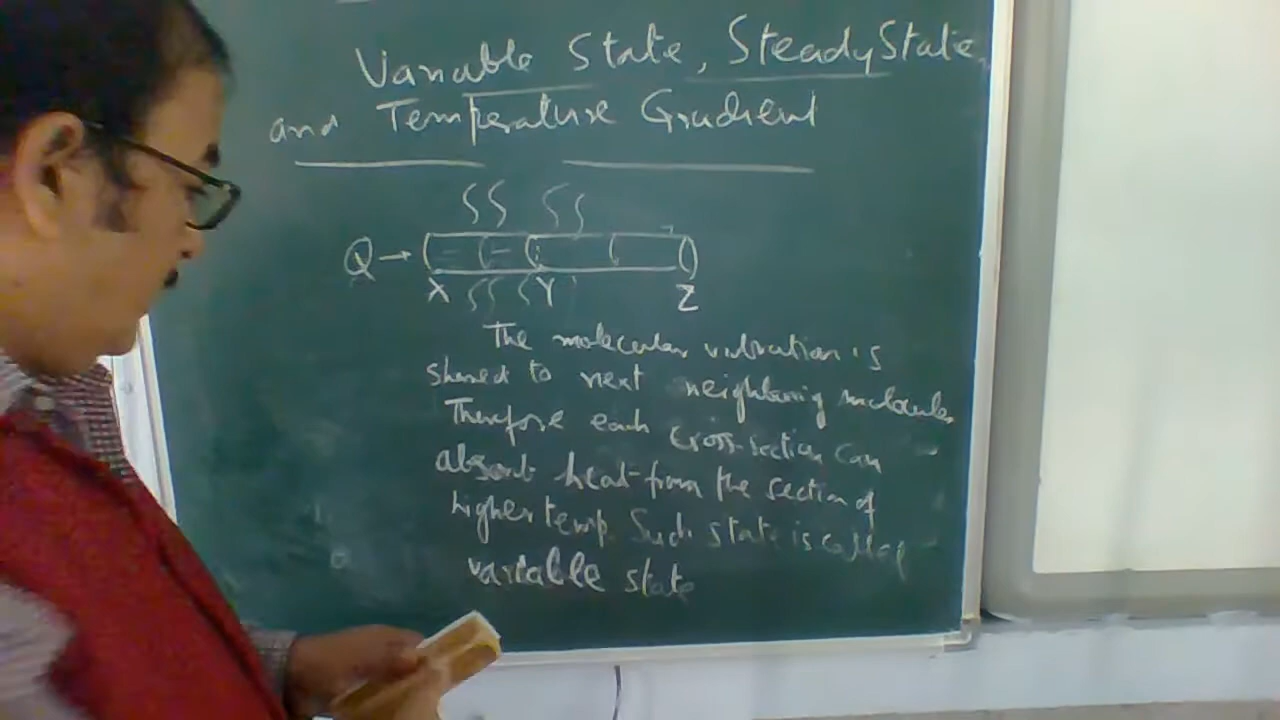 Variable State, Steady State,
and Temperature Gradient
Q →
X Y Z
The molecular vibration is
shared to next neighbouring molecules
Therefore each cross-section can
absorb heat from the section of
higher temp. Such state is called
variable state